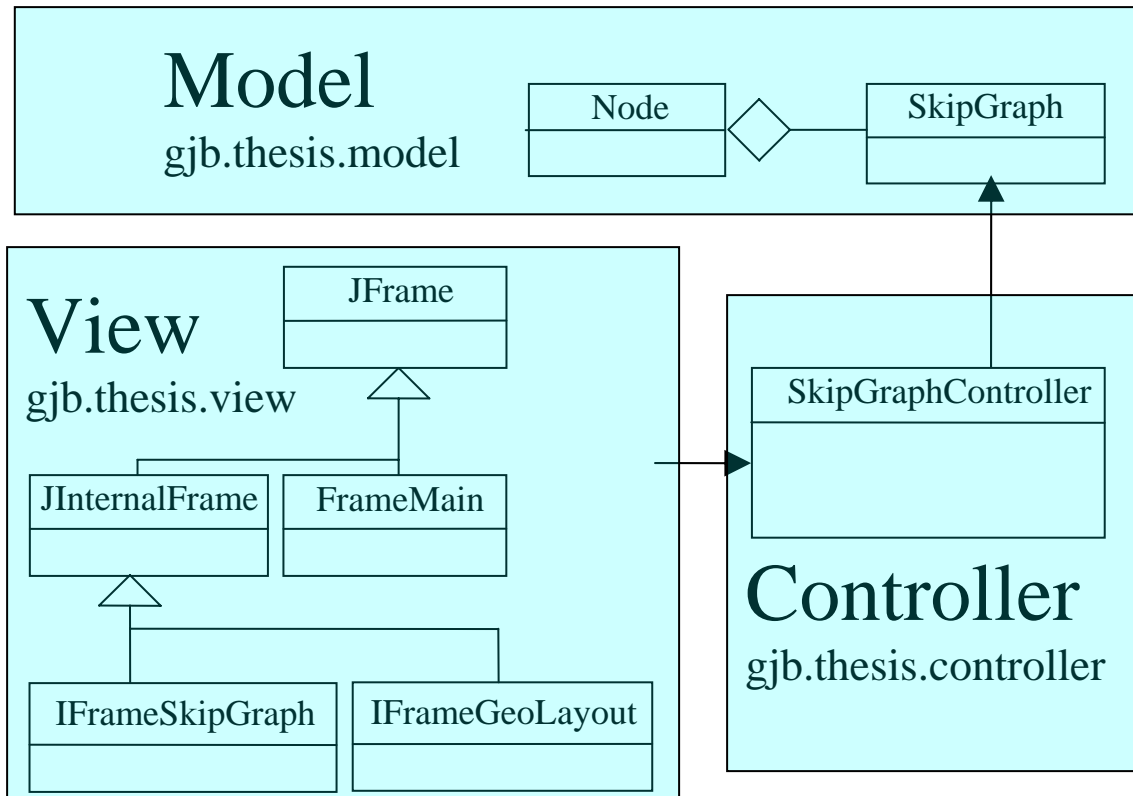 Model
gjb.thesis.model
Node
SkipGraph
View
gjb.thesis.view
JFrame
JInternalFrame
FrameMain
IFrameSkipGraph
IFrameGeoLayout
SkipGraphController
Controller
gjb.thesis.controller